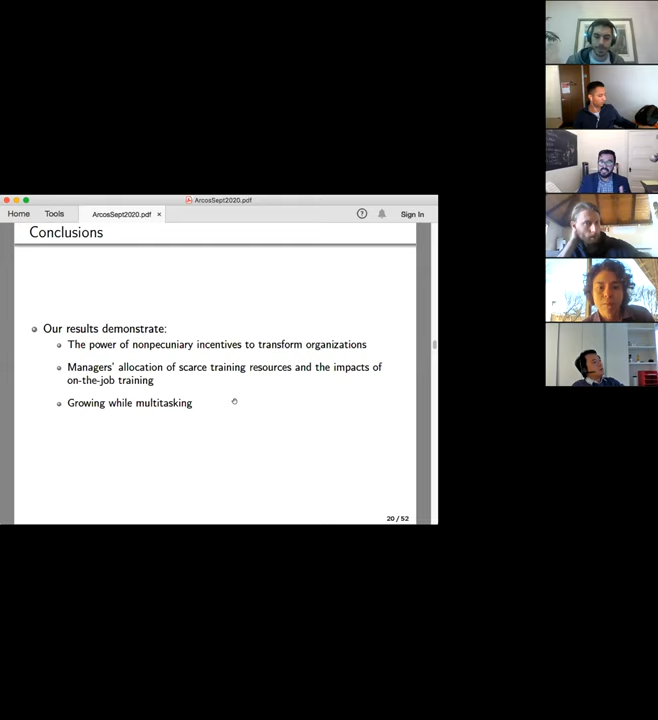 ArcosSept2020.pdf
Home Tools ArcosSept2020.pdf × ? Sign In
Conclusions
Our results demonstrate:
The power of nonpecuniary incentives to transform organizations
Managers' allocation of scarce training resources and the impacts of
on-the-job training
Growing while multitasking
20 / 52